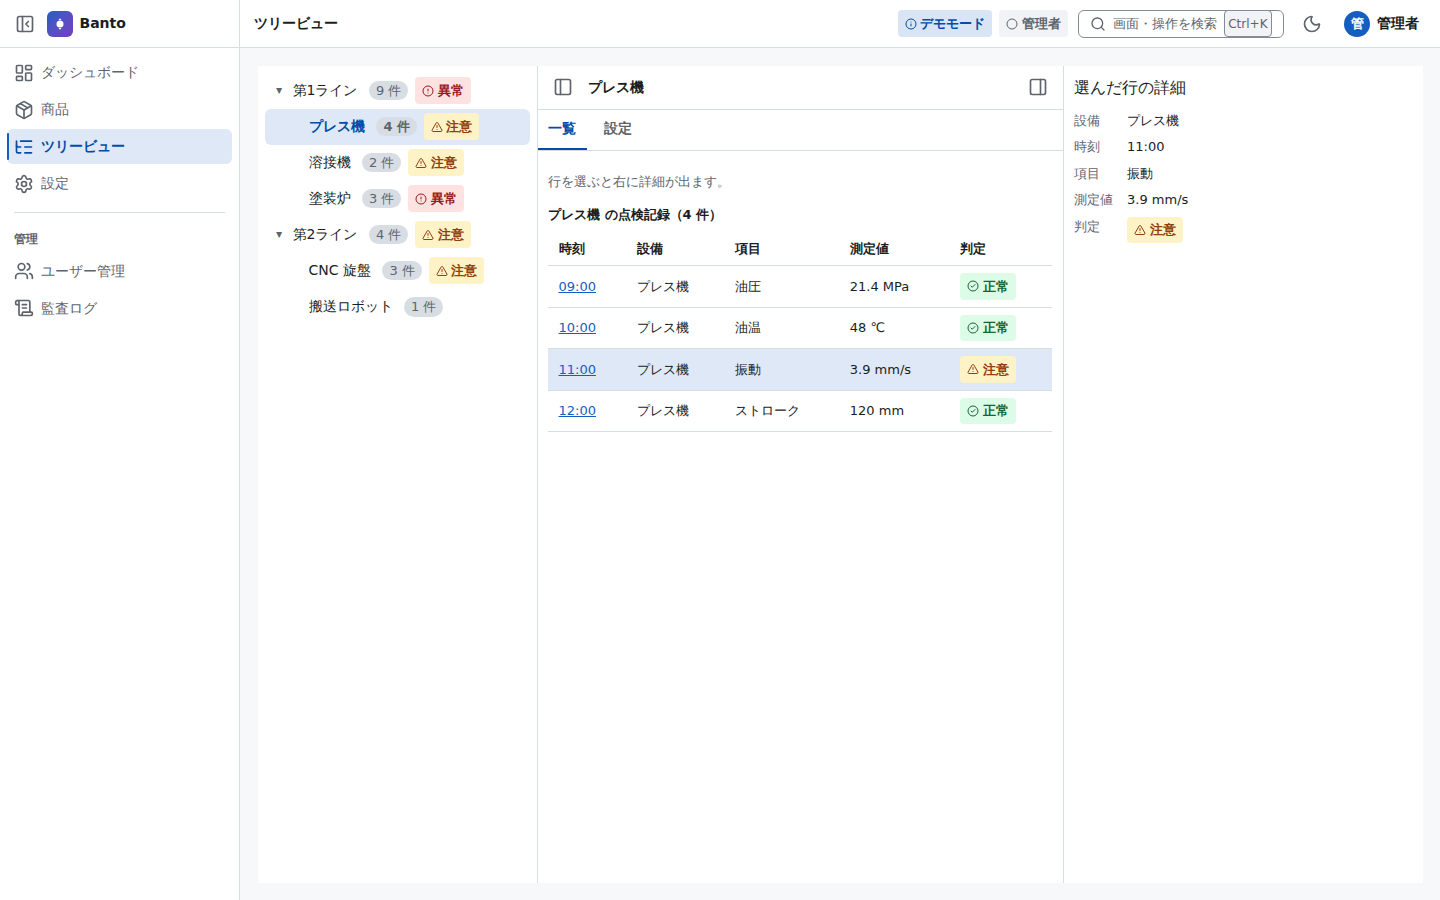 Banto
ツリービュー
デモモード
管理者
画面・操作を検索 Ctrl+K
管 管理者
ダッシュボード
商品
ツリービュー
設定
管理
ユーザー管理
監査ログ
▼ 第1ライン 9 件 異常
プレス機 4 件 注意
溶接機 2 件 注意
塗装炉 3 件 異常
▼ 第2ライン 4 件 注意
CNC 旋盤 3 件 注意
搬送ロボット 1 件
プレス機
一覧 設定
行を選ぶと右に詳細が出ます。
プレス機 の点検記録（4 件）
時刻 設備 項目 測定値 判定
09:00 プレス機 油圧 21.4 MPa 正常
10:00 プレス機 油温 48 ℃ 正常
11:00 プレス機 振動 3.9 mm/s 注意
12:00 プレス機 ストローク 120 mm 正常
選んだ行の詳細
設備 プレス機
時刻 11:00
項目 振動
測定値 3.9 mm/s
判定 注意